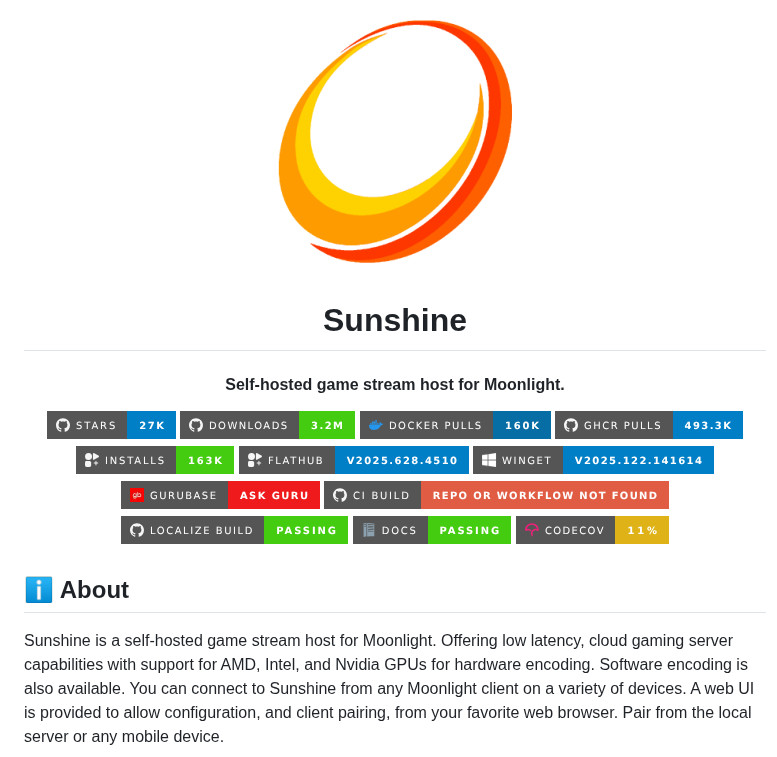 Sunshine
Self-hosted game stream host for Moonlight.
STARS 27K DOWNLOADS 3.2M DOCKER PULLS 160K GHCR PULLS 493.3K
INSTALLS 163K FLATHUB V2025.628.4510 WINGET V2025.122.141614
gb GURUBASE ASK GURU CI BUILD REPO OR WORKFLOW NOT FOUND
LOCALIZE BUILD PASSING DOCS PASSING CODECOV 11%
ℹ️ About
Sunshine is a self-hosted game stream host for Moonlight. Offering low latency, cloud gaming server
capabilities with support for AMD, Intel, and Nvidia GPUs for hardware encoding. Software encoding is
also available. You can connect to Sunshine from any Moonlight client on a variety of devices. A web UI
is provided to allow configuration, and client pairing, from your favorite web browser. Pair from the local
server or any mobile device.